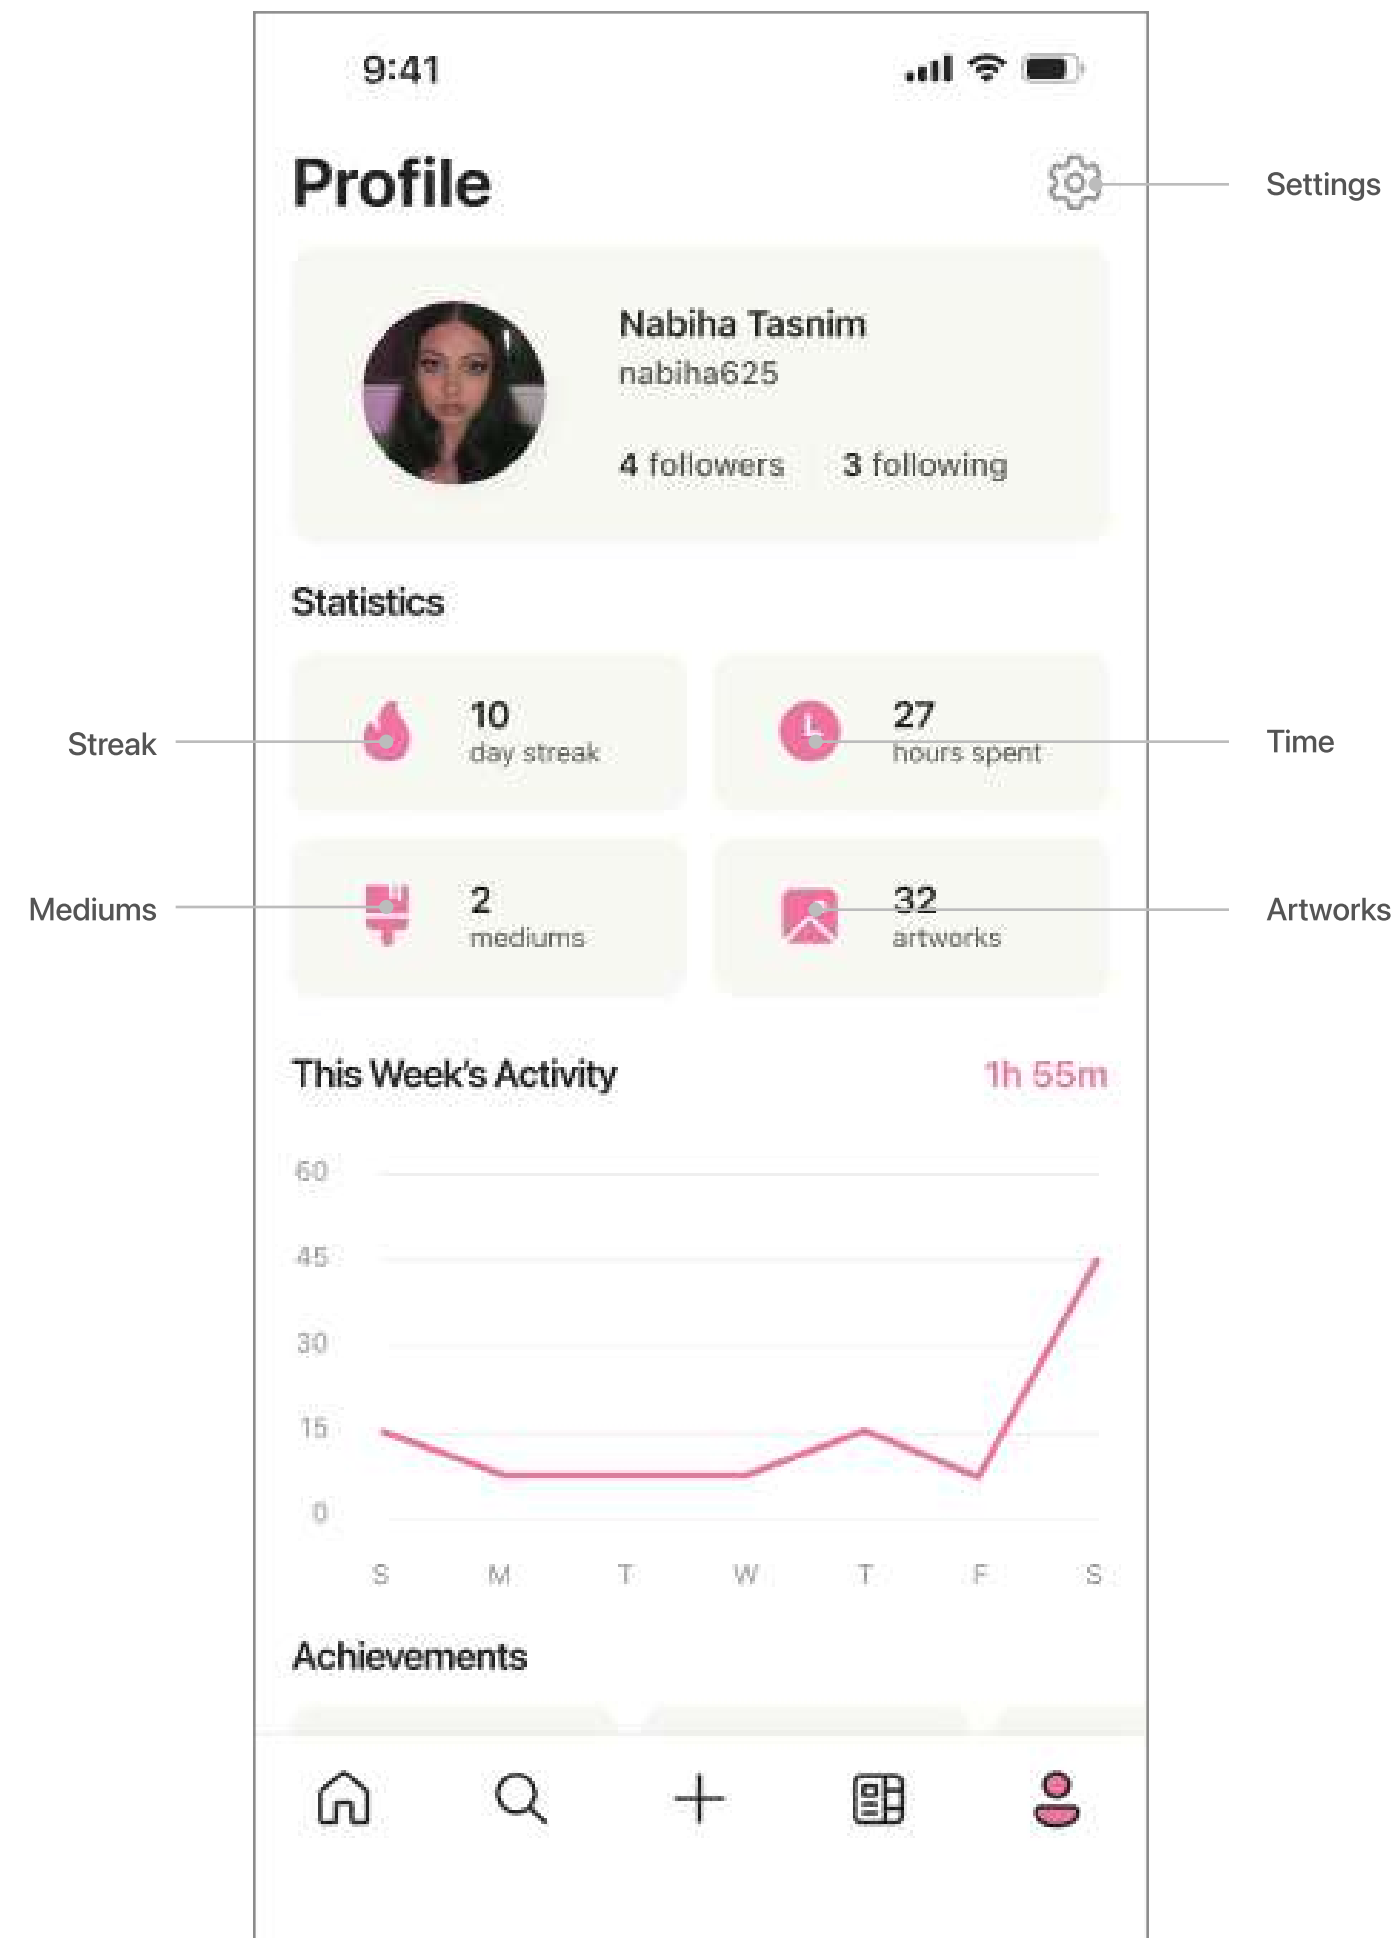 9:41
Profile
Settings
Nabiha Tasnim
nabiha625
4 followers
3 following
Statistics
Streak
10
day streak
27
hours spent
Time
Mediums
2
mediums
32
artworks
Artworks
This Week's Activity
1h 55m
60
45
30
15
0
S M T W T F S
Achievements